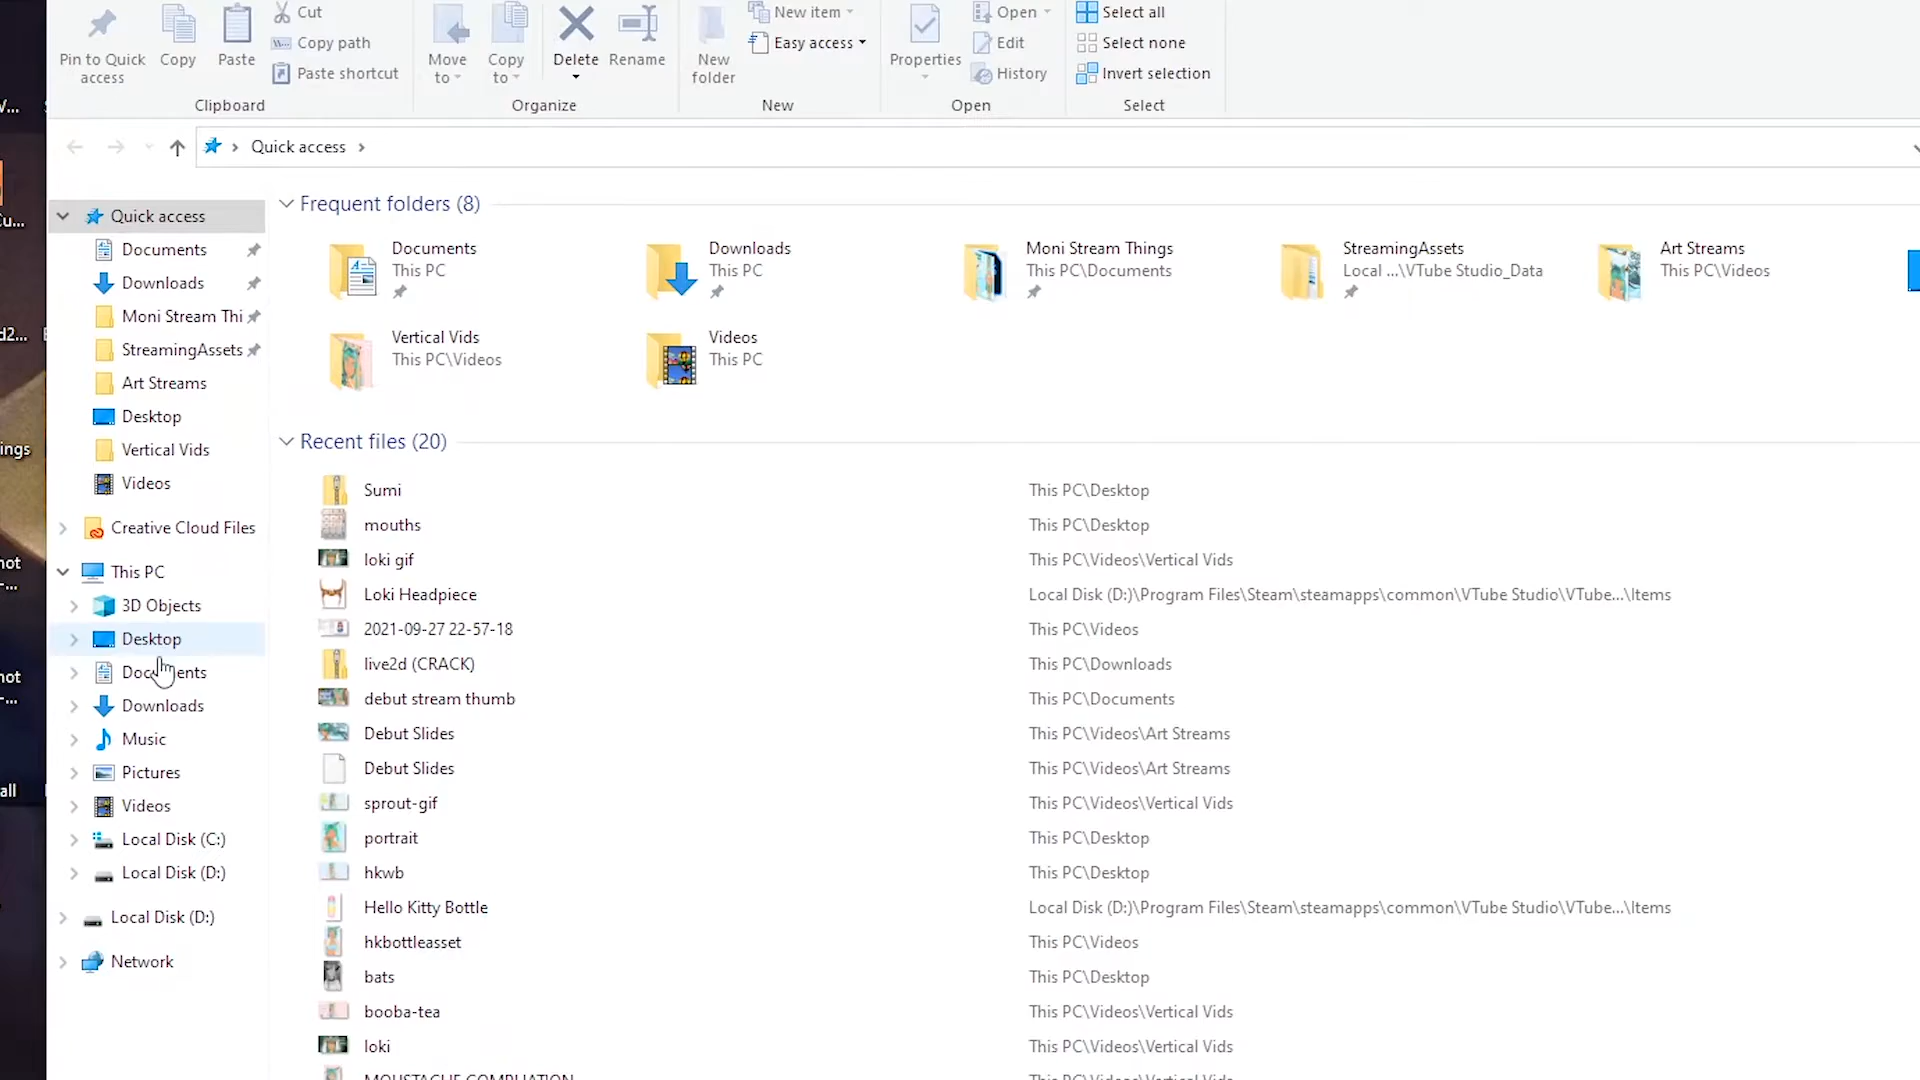 Pin to Quick access
Copy
Paste
Cut
Copy path
Paste shortcut
Clipboard
Move to
Copy to
Delete
Rename
Organize
New folder
New item
Easy access
New
Properties
Open
Edit
History
Open
Select all
Select none
Invert selection
Select
Quick access
Quick access
Documents
Downloads
Moni Stream Thi
StreamingAssets
Art Streams
Desktop
Vertical Vids
Videos
Creative Cloud Files
This PC
3D Objects
Desktop
Documents
Downloads
Music
Pictures
Videos
Local Disk (C:)
Local Disk (D:)
Local Disk (D:)
Network
Frequent folders (8)
Documents
This PC
Downloads
This PC
Moni Stream Things
This PC\Documents
StreamingAssets
Local ...\VTube Studio_Data
Art Streams
This PC\Videos
Vertical Vids
This PC\Videos
Videos
This PC
Recent files (20)
Sumi This PC\Desktop
mouths This PC\Desktop
loki gif This PC\Videos\Vertical Vids
Loki Headpiece Local Disk (D:)\Program Files\Steam\steamapps\common\VTube Studio\VTube...\Items
2021-09-27 22-57-18 This PC\Videos
live2d (CRACK) This PC\Downloads
debut stream thumb This PC\Documents
Debut Slides This PC\Videos\Art Streams
Debut Slides This PC\Videos\Art Streams
sprout-gif This PC\Videos\Vertical Vids
portrait This PC\Desktop
hkwb This PC\Desktop
Hello Kitty Bottle Local Disk (D:)\Program Files\Steam\steamapps\common\VTube Studio\VTube...\Items
hkbottleasset This PC\Videos
bats This PC\Desktop
booba-tea This PC\Videos\Vertical Vids
loki This PC\Videos\Vertical Vids
MOUSTACHE COMPILATION This PC\Videos\Vertical Vids